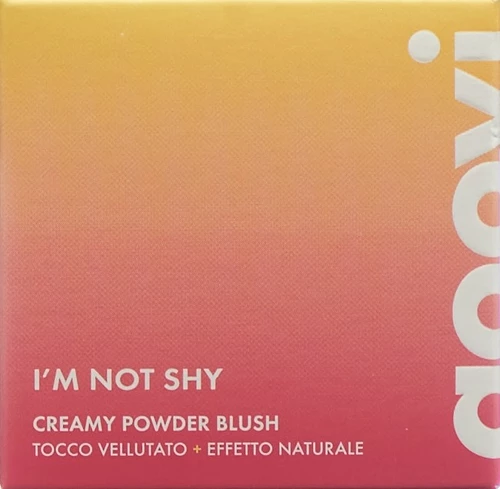 goovi
I'M NOT SHY
CREAMY POWDER BLUSH
TOCCO VELLUTATO + EFFETTO NATURALE